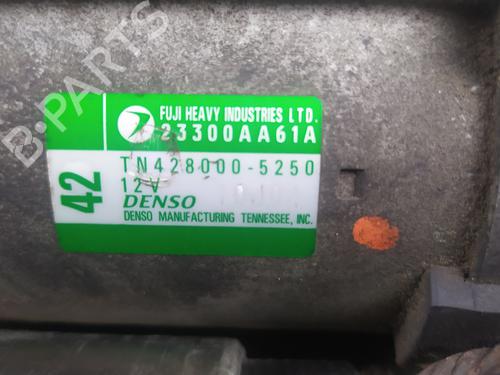 B-PARTS
FUJI HEAVY INDUSTRIES LTD.
23300AA61A
42
TN428000-5250
12V
DENSO
DENSO MANUFACTURING TENNESSEE, INC.